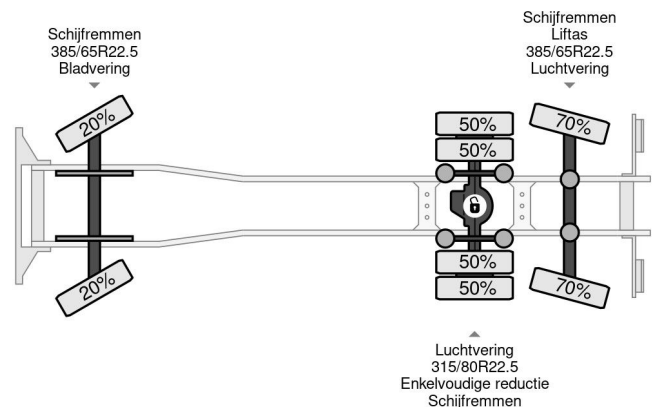 Schijfremmen
385/65R22.5
Bladvering
Schijfremmen
Liftas
385/65R22.5
Luchtvering
20%
50%
50%
70%
20%
50%
50%
70%
Luchtvering
315/80R22.5
Enkelvoudige reductie
Schijfremmen